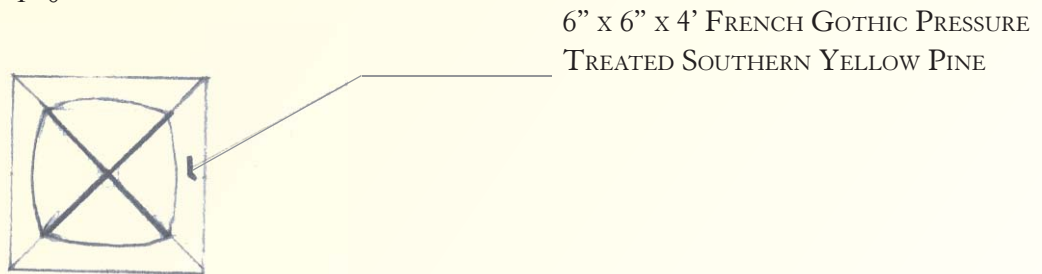 6” x 6” x 4’ French Gothic Pressure
Treated Southern Yellow Pine